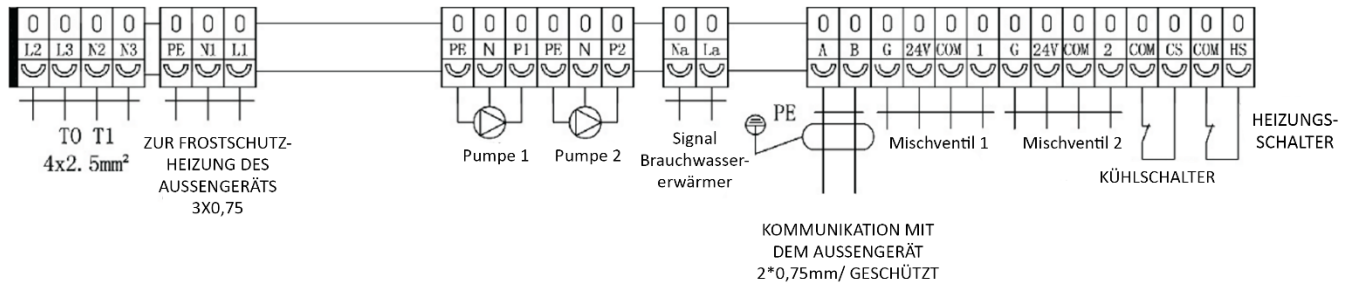 0 0 0 0 0 0 0 0 0 0 0 0 0 0 0 0 0 0 0 0 0 0 0 0 0 0 0 0 0
L2 L3 N2 N3 PE N1 L1 PE N P1 PE N P2 Na La A B G 24V COM 1 G 24V COM 2 COM CS COM HS
TO T1
4x2.5mm²
ZUR FROSTSCHUTZ-
HEIZUNG DES
AUSSENGERÄTS
3X0,75
Pumpe 1
Pumpe 2
Signal
Brauchwasser-
erwärmer
PE
KOMMUNIKATION MIT
DEM AUSSENGERÄT
2*0,75mm/ GESCHÜTZT
Mischventil 1
Mischventil 2
KÜHLSCHALTER
HEIZUNGS-
SCHALTER